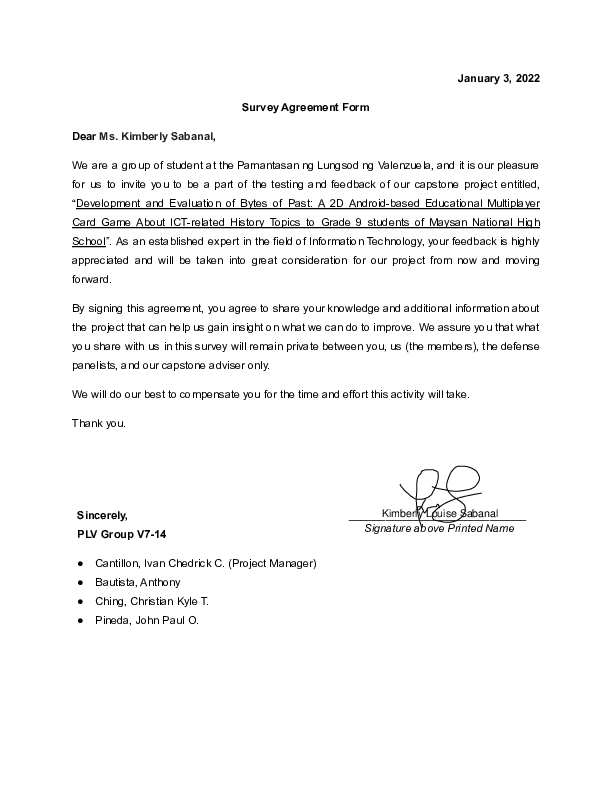 January 3, 2022
Survey Agreement Form
Dear Ms. Kimberly Sabanal,
We are a group of student at the Pamantasan ng Lungsod ng Valenzuela, and it is our pleasure
for us to invite you to be a part of the testing and feedback of our capstone project entitled,
“Development and Evaluation of Bytes of Past: A 2D Android-based Educational Multiplayer
Card Game About ICT-related History Topics to Grade 9 students of Maysan National High
School”. As an established expert in the field of Information Technology, your feedback is highly
appreciated and will be taken into great consideration for our project from now and moving
forward.
By signing this agreement, you agree to share your knowledge and additional information about
the project that can help us gain insight on what we can do to improve. We assure you that what
you share with us in this survey will remain private between you, us (the members), the defense
panelists, and our capstone adviser only.
We will do our best to compensate you for the time and effort this activity will take.
Thank you.
Kimberly Louise Sabanal
Signature above Printed Name
Sincerely,
PLV Group V7-14
● Cantillon, Ivan Chedrick C. (Project Manager)
● Bautista, Anthony
● Ching, Christian Kyle T.
● Pineda, John Paul O.